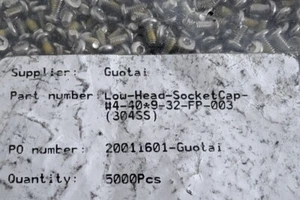 Supplier: Guotai
Part number: Low-Head-SocketCap-
#4-40*9-32-FP-003
(304SS)
PO number: 2001i601-Guotai
Quantity: 5000Pcs